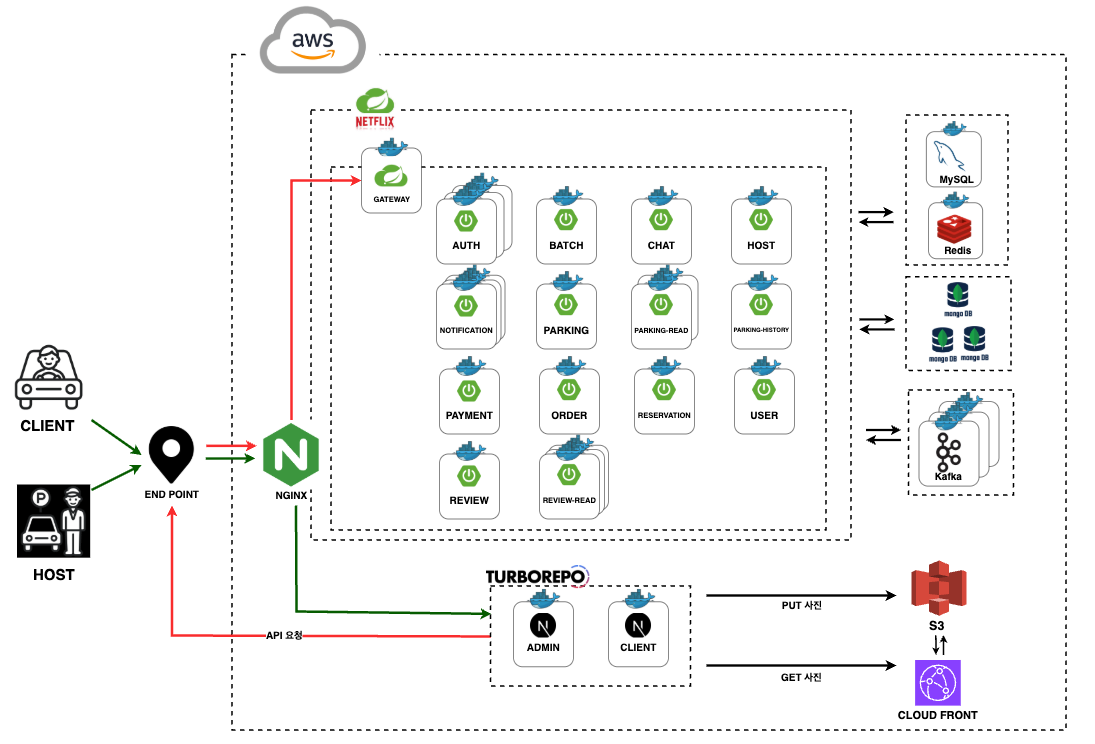 aws
NETFLIX
GATEWAY
AUTH
BATCH
CHAT
HOST
NOTIFICATION
PARKING
PARKING-READ
PARKING-HISTORY
PAYMENT
ORDER
RESERVATION
USER
REVIEW
REVIEW-READ
MySQL
Redis
mongo DB
mongo DB
mongo DB
Kafka
CLIENT
P
HOST
END POINT
N
NGINX
API 요청
TURBOREPO
N
ADMIN
N
CLIENT
PUT 사진
GET 사진
S3
CLOUD FRONT